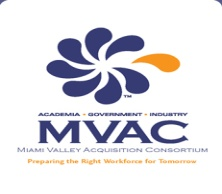 TM
ACADEMIA • GOVERNMENT • INDUSTRY
MVAC
MIAMI VALLEY ACQUISITION CONSORTIUM
Preparing the Right Workforce for Tomorrow